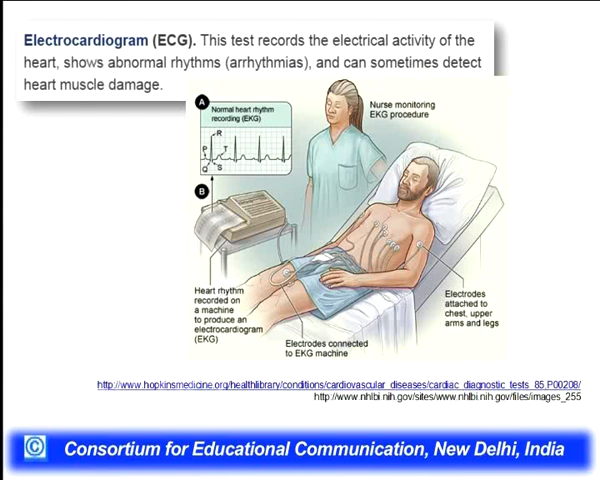 Electrocardiogram (ECG). This test records the electrical activity of the
heart, shows abnormal rhythms (arrhythmias), and can sometimes detect
heart muscle damage.
A
Normal heart rhythm
recording (EKG)
R
P
T
Q
S
Nurse monitoring
EKG procedure
B
Heart rhythm
recorded on
a machine
to produce an
electrocardiogram
(EKG)
Electrodes connected
to EKG machine
Electrodes
attached to
chest, upper
arms and legs
http://www.hopkinsmedicine.org/healthlibrary/conditions/cardiovascular_diseases/cardiac_diagnostic_tests_85,P00208/
http://www.nhlbi.nih.gov/sites/www.nhlbi.nih.gov/files/images_255
© Consortium for Educational Communication, New Delhi, India